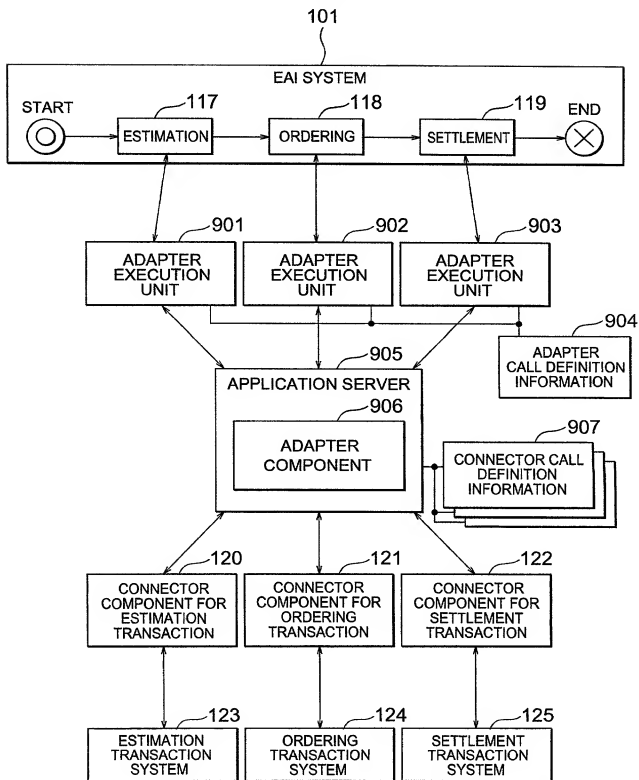 101
EAI SYSTEM
START
117
118
119
END
ESTIMATION
ORDERING
SETTLEMENT
901
902
903
ADAPTER
EXECUTION
UNIT
ADAPTER
EXECUTION
UNIT
ADAPTER
EXECUTION
UNIT
904
ADAPTER
CALL DEFINITION
INFORMATION
905
APPLICATION SERVER
906
ADAPTER
COMPONENT
907
CONNECTOR CALL
DEFINITION
INFORMATION
120
121
122
CONNECTOR
COMPONENT FOR
ESTIMATION
TRANSACTION
CONNECTOR
COMPONENT FOR
ORDERING
TRANSACTION
CONNECTOR
COMPONENT FOR
SETTLEMENT
TRANSACTION
123
124
125
ESTIMATION
TRANSACTION
SYSTEM
ORDERING
TRANSACTION
SYSTEM
SETTLEMENT
TRANSACTION
SYSTEM